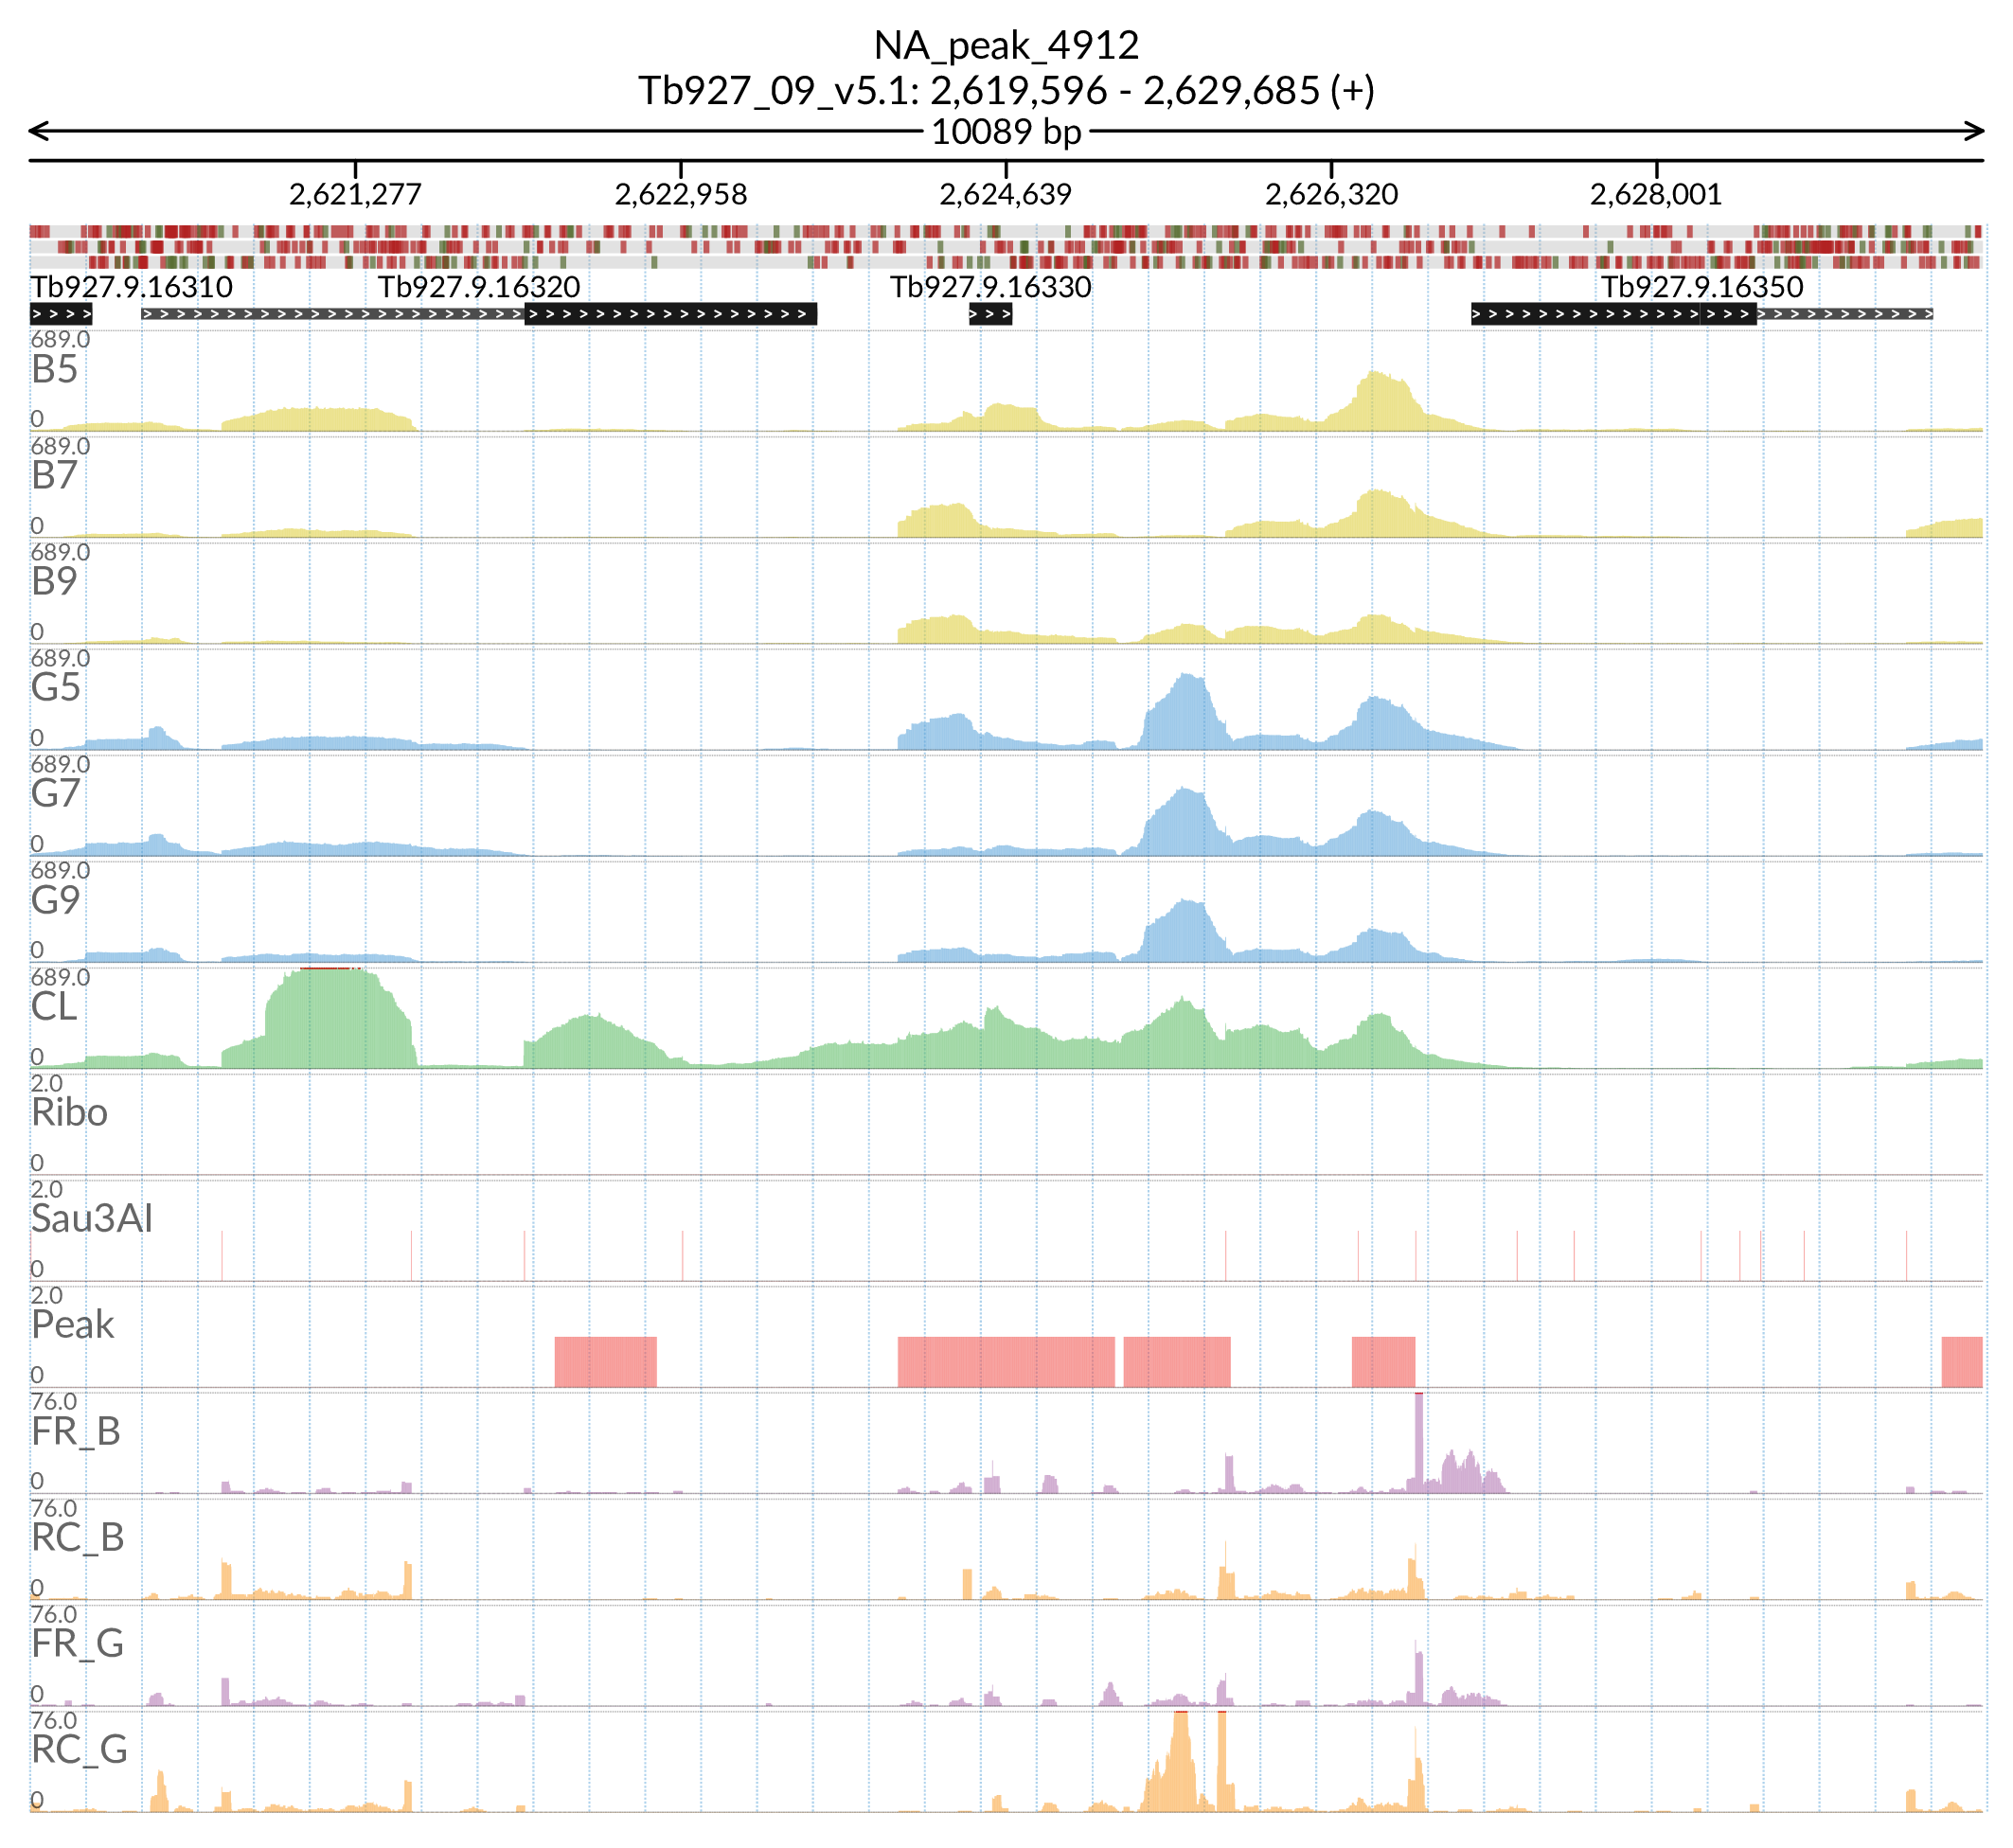 NA_peak_4912
Tb927_09_v5.1: 2,619,596 - 2,629,685 (+)
10089 bp
2,621,277 2,622,958 2,624,639 2,626,320 2,628,001
Tb927.9.16310 Tb927.9.16320 Tb927.9.16330 Tb927.9.16350
689.0
B5
0
689.0
B7
0
689.0
B9
0
689.0
G5
0
689.0
G7
0
689.0
G9
0
689.0
CL
0
2.0
Ribo
0
2.0
Sau3AI
0
2.0
Peak
0
76.0
FR_B
0
76.0
RC_B
0
76.0
FR_G
0
76.0
RC_G
0